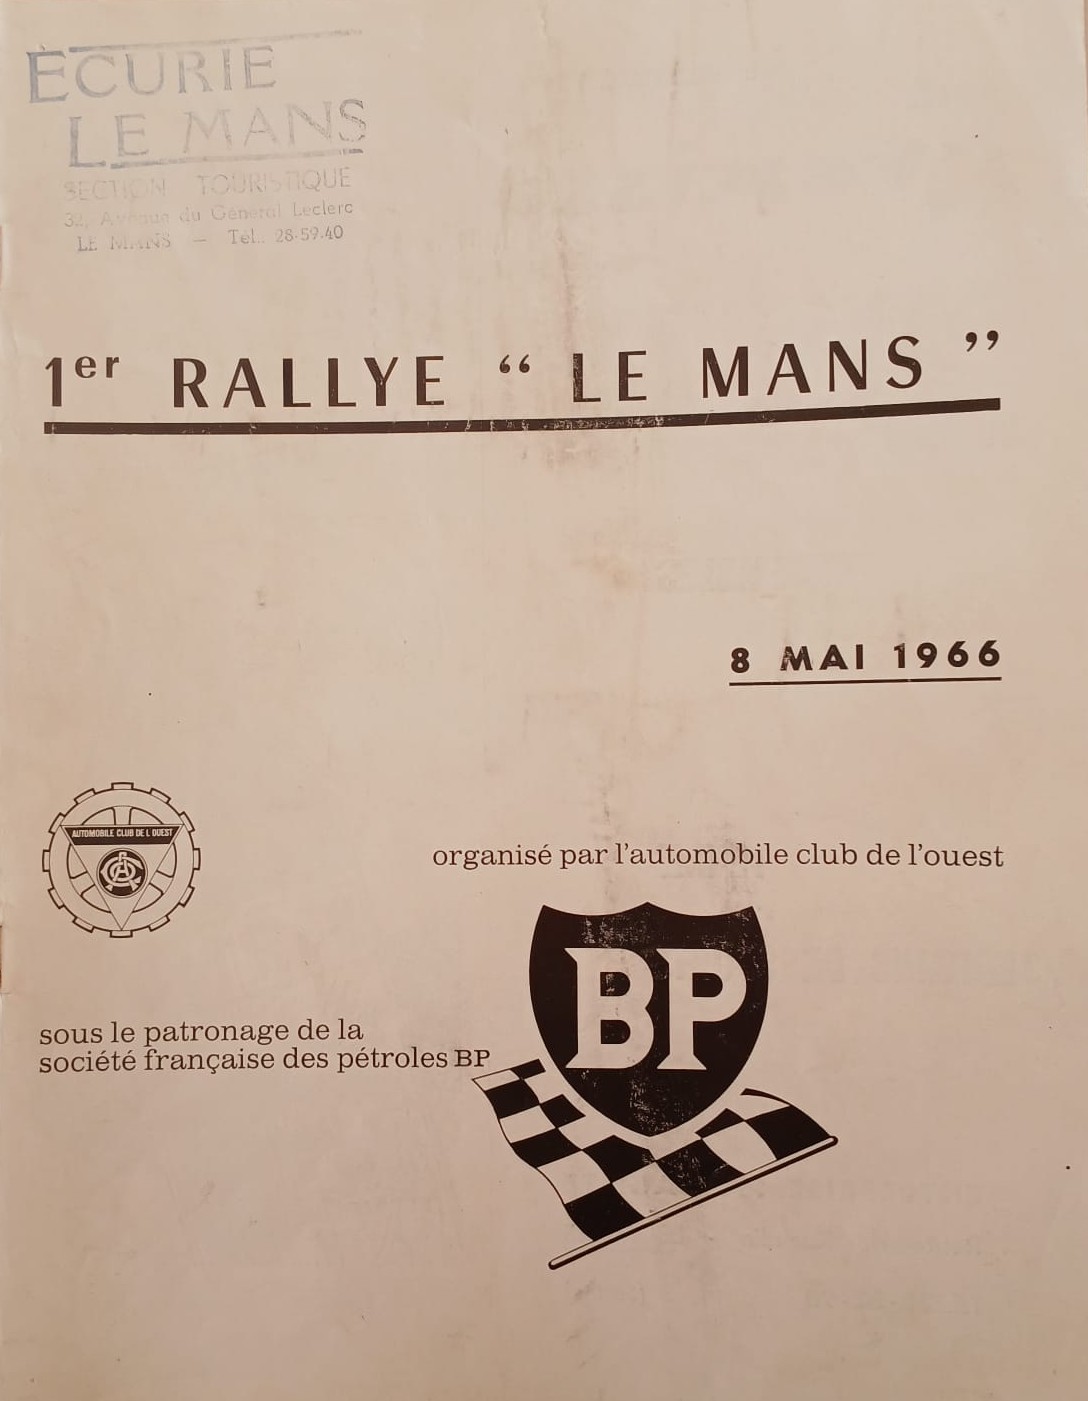 ÉCURIE
LE MANS
SECTION TOURISTIQUE
32, Avenue du Général Leclerc
LE MANS — Tél. : 28-59.40
1er RALLYE “ LE MANS ”
8 MAI 1966
AUTOMOBILE CLUB DE L OUEST
organisé par l'automobile club de l'ouest
BP
sous le patronage de la
société française des pétroles BP